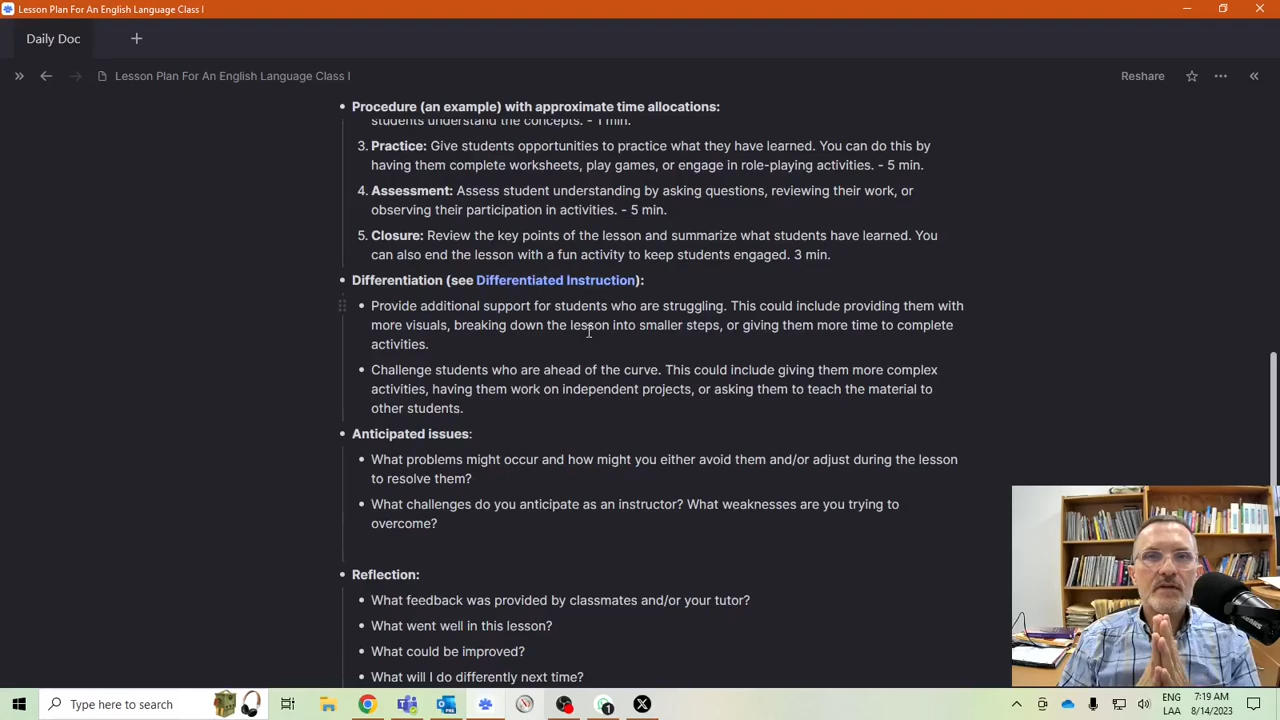 Lesson Plan For An English Language Class I
Daily Doc
Lesson Plan For An English Language Class I
Reshare
Procedure (an example) with approximate time allocations:
students understand the concepts. - 1 min.
3. Practice: Give students opportunities to practice what they have learned. You can do this by
having them complete worksheets, play games, or engage in role-playing activities. - 5 min.
4. Assessment: Assess student understanding by asking questions, reviewing their work, or
observing their participation in activities. - 5 min.
5. Closure: Review the key points of the lesson and summarize what students have learned. You
can also end the lesson with a fun activity to keep students engaged. 3 min.
Differentiation (see Differentiated Instruction):
Provide additional support for students who are struggling. This could include providing them with
more visuals, breaking down the lesson into smaller steps, or giving them more time to complete
activities.
Challenge students who are ahead of the curve. This could include giving them more complex
activities, having them work on independent projects, or asking them to teach the material to
other students.
Anticipated issues:
What problems might occur and how might you either avoid them and/or adjust during the lesson
to resolve them?
What challenges do you anticipate as an instructor? What weaknesses are you trying to
overcome?
Reflection:
What feedback was provided by classmates and/or your tutor?
What went well in this lesson?
What could be improved?
What will I do differently next time?
Type here to search
ENG
LAA
7:19 AM
8/14/2023